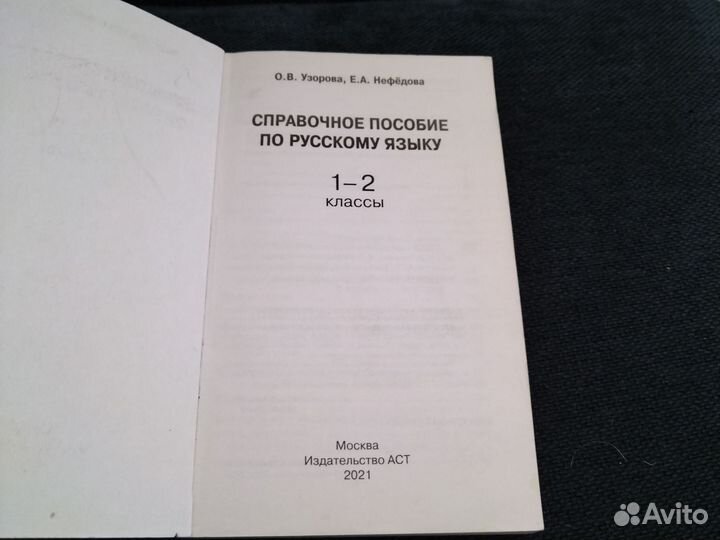 О.В. Узорова, Е.А. Нефёдова
СПРАВОЧНОЕ ПОСОБИЕ
ПО РУССКОМУ ЯЗЫКУ
1–2
классы
Москва
Издательство АСТ
2021
Avito